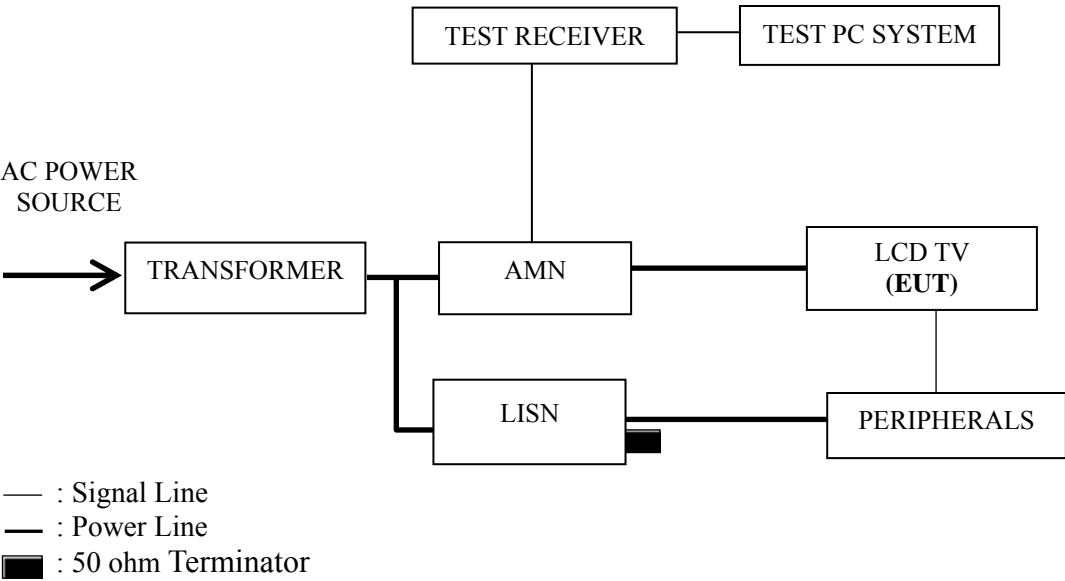 TEST RECEIVER
TEST PC SYSTEM
AC POWER
SOURCE
TRANSFORMER
AMN
LCD TV
(EUT)
LISN
PERIPHERALS
: Signal Line
: Power Line
: 50 ohm Terminator